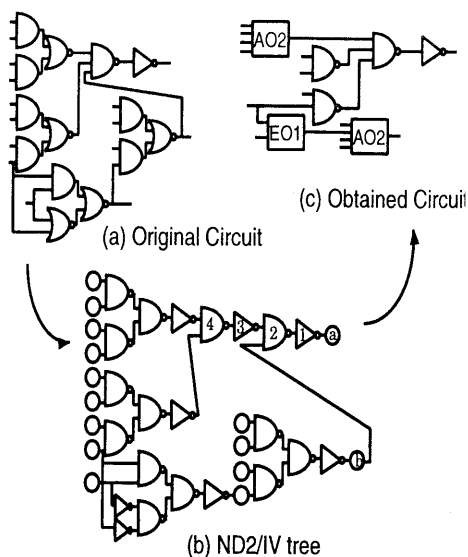 AO2
EO1
AO2
(c) Obtained Circuit
(a) Original Circuit
4
3
2
1
a
b
(b) ND2/IV tree